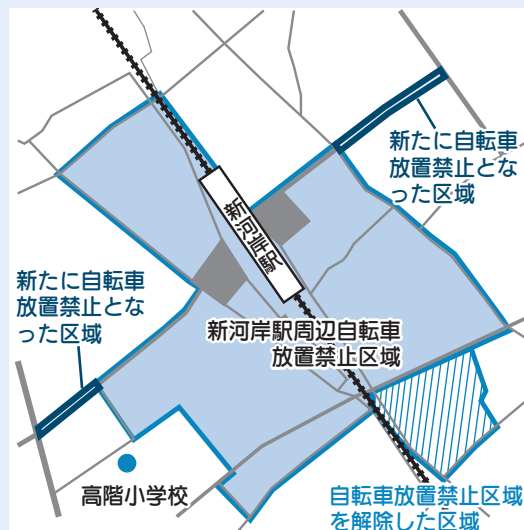 新たに自転車
放置禁止とな
った区域
新河岸駅
新たに自転車
放置禁止とな
った区域
新河岸駅周辺自転車
放置禁止区域
高階小学校
自転車放置禁止区域
を解除した区域